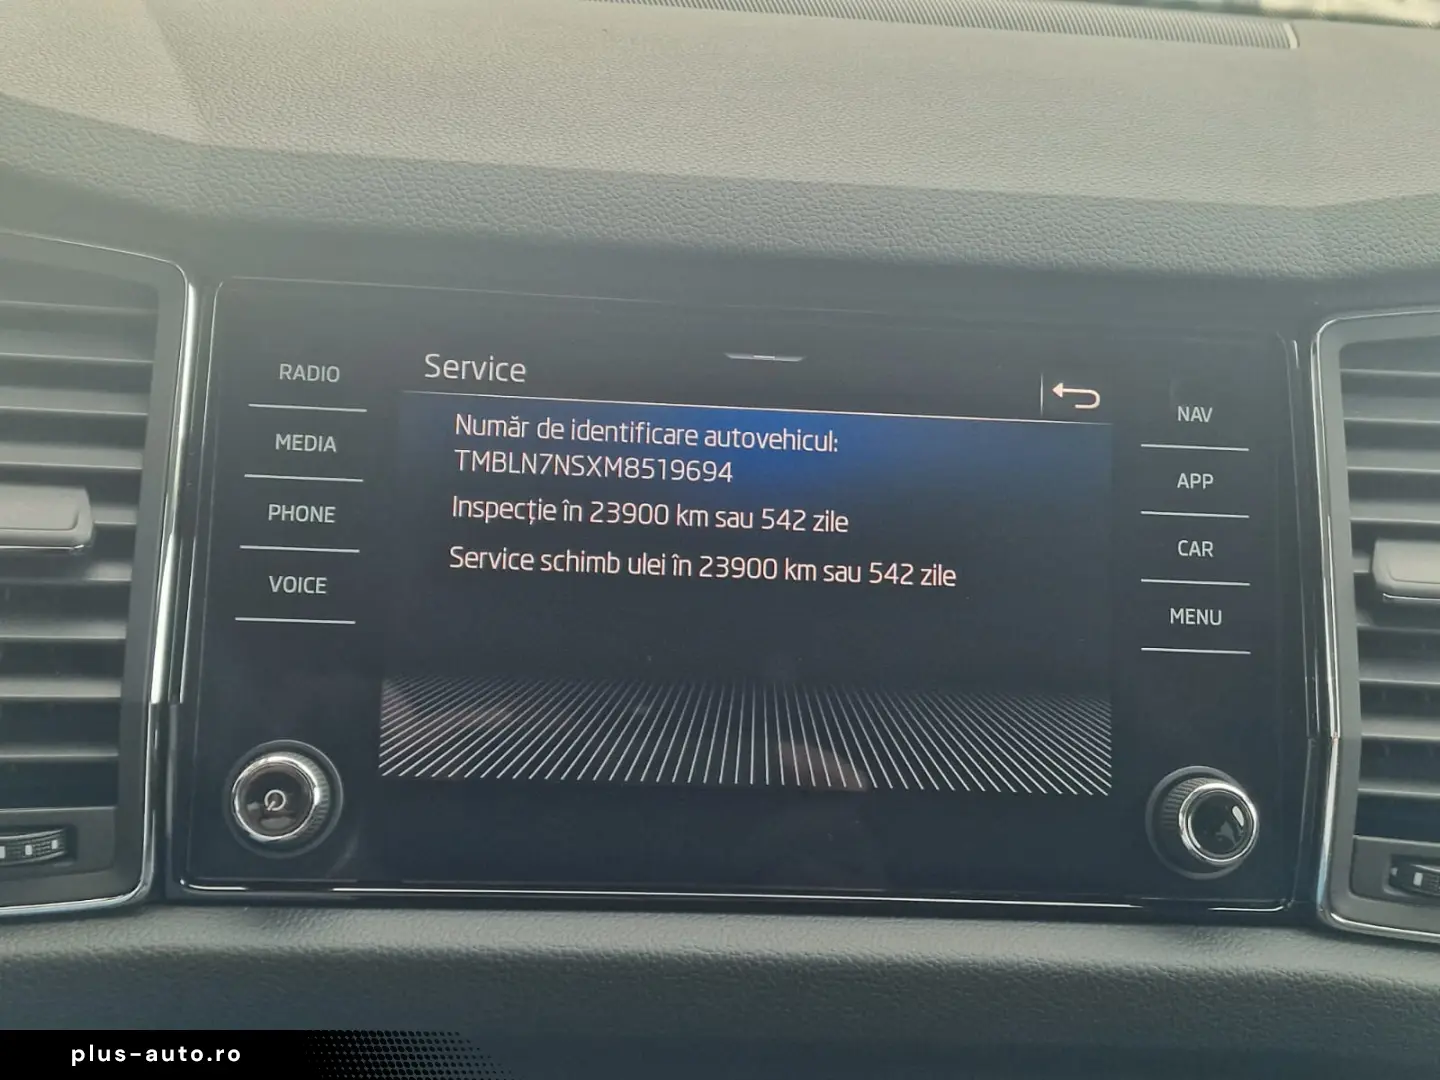 Service
RADIO
MEDIA
PHONE
VOICE
Număr de identificare autovehicul:
TMBLN7NSXM8519694
Inspecție în 23900 km sau 542 zile
Service schimb ulei în 23900 km sau 542 zile
NAV
APP
CAR
MENU
plus-auto.ro